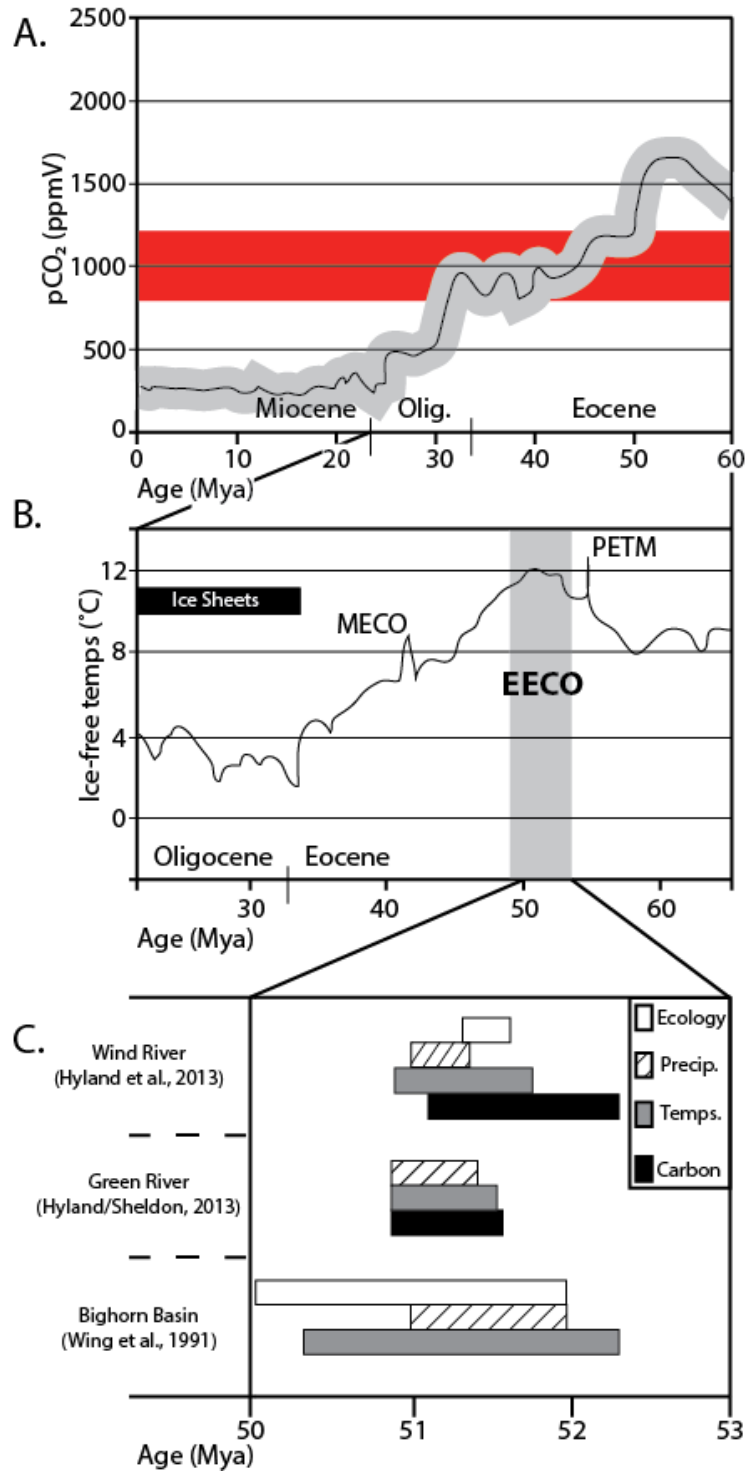 A.
2500
2000
1500
1000
500
0
pCO₂ (ppmV)
Miocene
Olig.
Eocene
0 10 20 30 40 50 60
Age (Mya)
B.
12
8
4
0
Ice-free temps (°C)
Ice Sheets
MECO
PETM
EECO
Oligocene
Eocene
30 40 50 60
Age (Mya)
C.
Wind River
(Hyland et al., 2013)
Green River
(Hyland/Sheldon, 2013)
Bighorn Basin
(Wing et al., 1991)
Ecology
Precip.
Temps.
Carbon
50 51 52 53
Age (Mya)